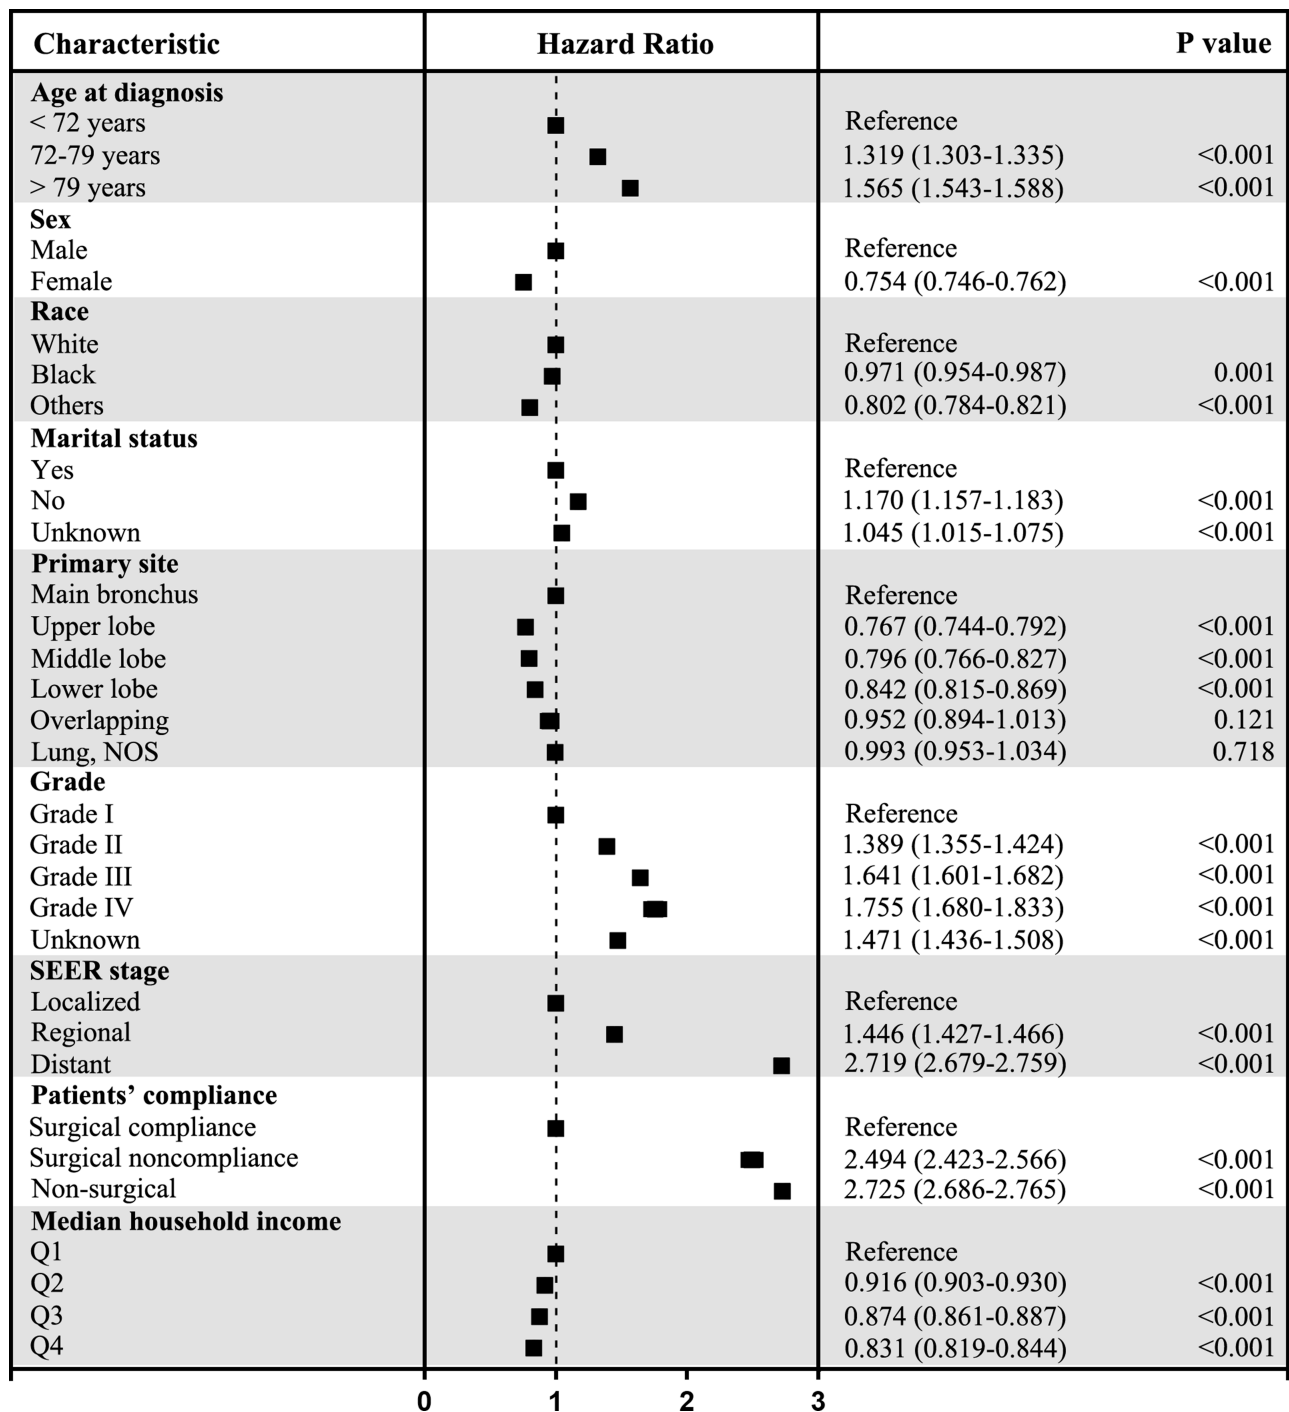 Characteristic Hazard Ratio P value
Age at diagnosis
< 72 years Reference
72-79 years 1.319 (1.303-1.335) <0.001
> 79 years 1.565 (1.543-1.588) <0.001
Sex
Male Reference
Female 0.754 (0.746-0.762) <0.001
Race
White Reference
Black 0.971 (0.954-0.987) 0.001
Others 0.802 (0.784-0.821) <0.001
Marital status
Yes Reference
No 1.170 (1.157-1.183) <0.001
Unknown 1.045 (1.015-1.075) <0.001
Primary site
Main bronchus Reference
Upper lobe 0.767 (0.744-0.792) <0.001
Middle lobe 0.796 (0.766-0.827) <0.001
Lower lobe 0.842 (0.815-0.869) <0.001
Overlapping 0.952 (0.894-1.013) 0.121
Lung, NOS 0.993 (0.953-1.034) 0.718
Grade
Grade I Reference
Grade II 1.389 (1.355-1.424) <0.001
Grade III 1.641 (1.601-1.682) <0.001
Grade IV 1.755 (1.680-1.833) <0.001
Unknown 1.471 (1.436-1.508) <0.001
SEER stage
Localized Reference
Regional 1.446 (1.427-1.466) <0.001
Distant 2.719 (2.679-2.759) <0.001
Patients’ compliance
Surgical compliance Reference
Surgical noncompliance 2.494 (2.423-2.566) <0.001
Non-surgical 2.725 (2.686-2.765) <0.001
Median household income
Q1 Reference
Q2 0.916 (0.903-0.930) <0.001
Q3 0.874 (0.861-0.887) <0.001
Q4 0.831 (0.819-0.844) <0.001
0 1 2 3